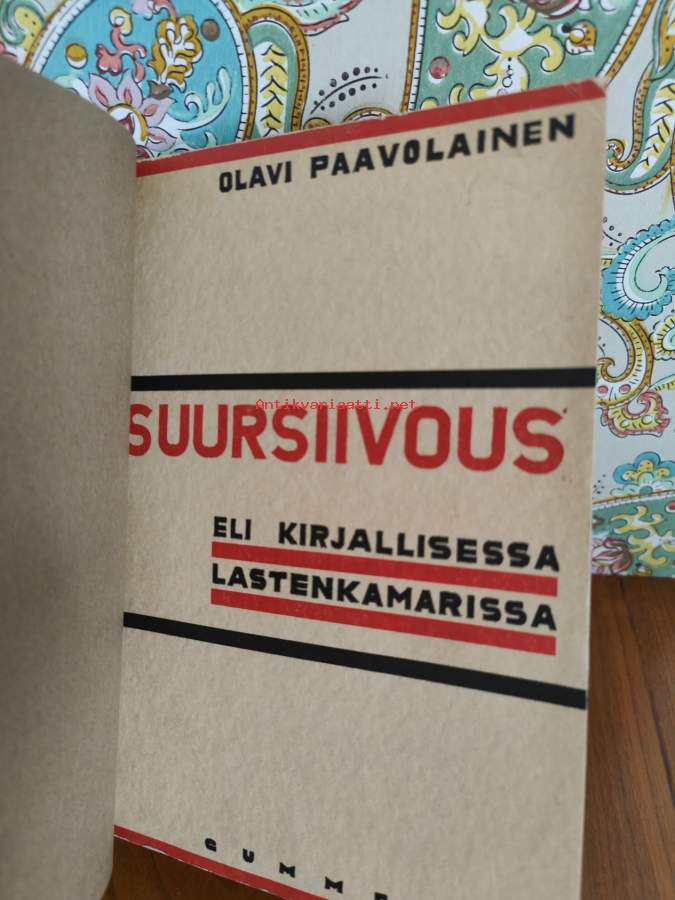 OLAVI PAAVOLAINEN
Antikvariaatti.net
SUURSIIVOUS
ELI KIRJALLISESSA
LASTENKAMARISSA